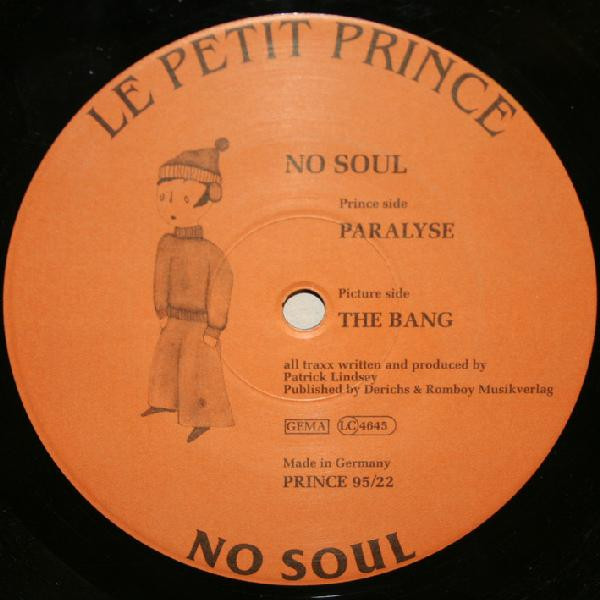 LE PETIT PRINCE
NO SOUL
Prince side
PARALYSE
Picture side
THE BANG
all traxx written and produced by
Patrick Lindsey
Published by Derichs & Romboy Musikverlag
GEMA LC 4645
Made in Germany
PRINCE 95/22
NO SOUL